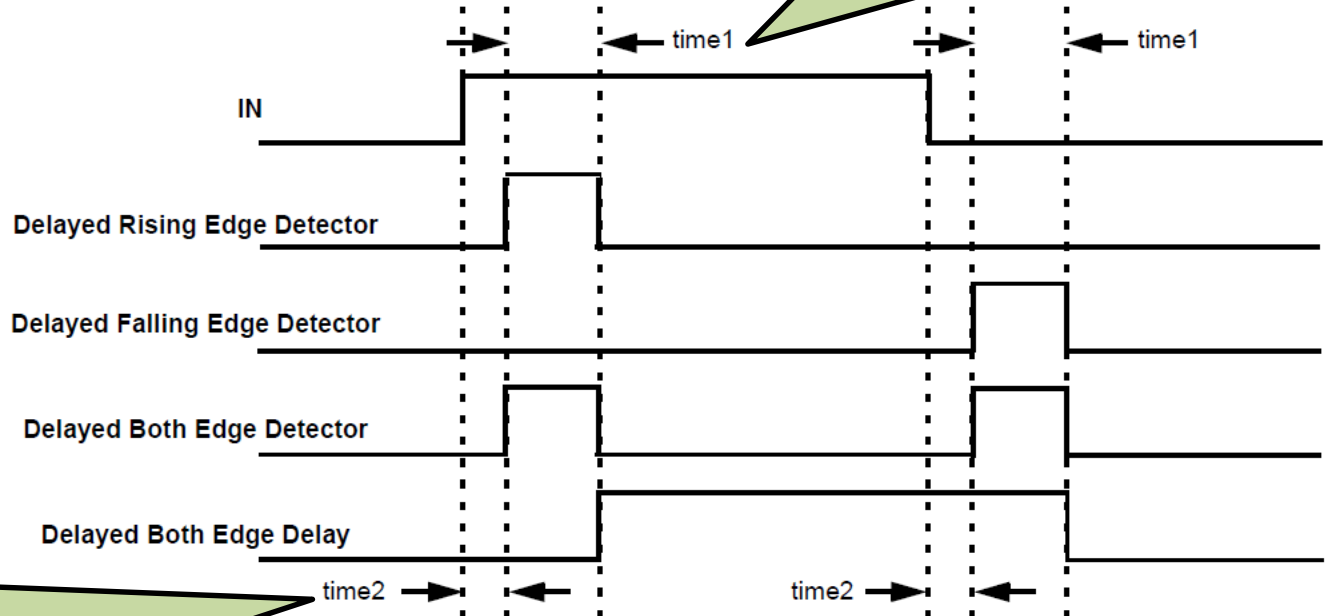 time1 time1
IN
Delayed Rising Edge Detector
Delayed Falling Edge Detector
Delayed Both Edge Detector
Delayed Both Edge Delay
time2 time2